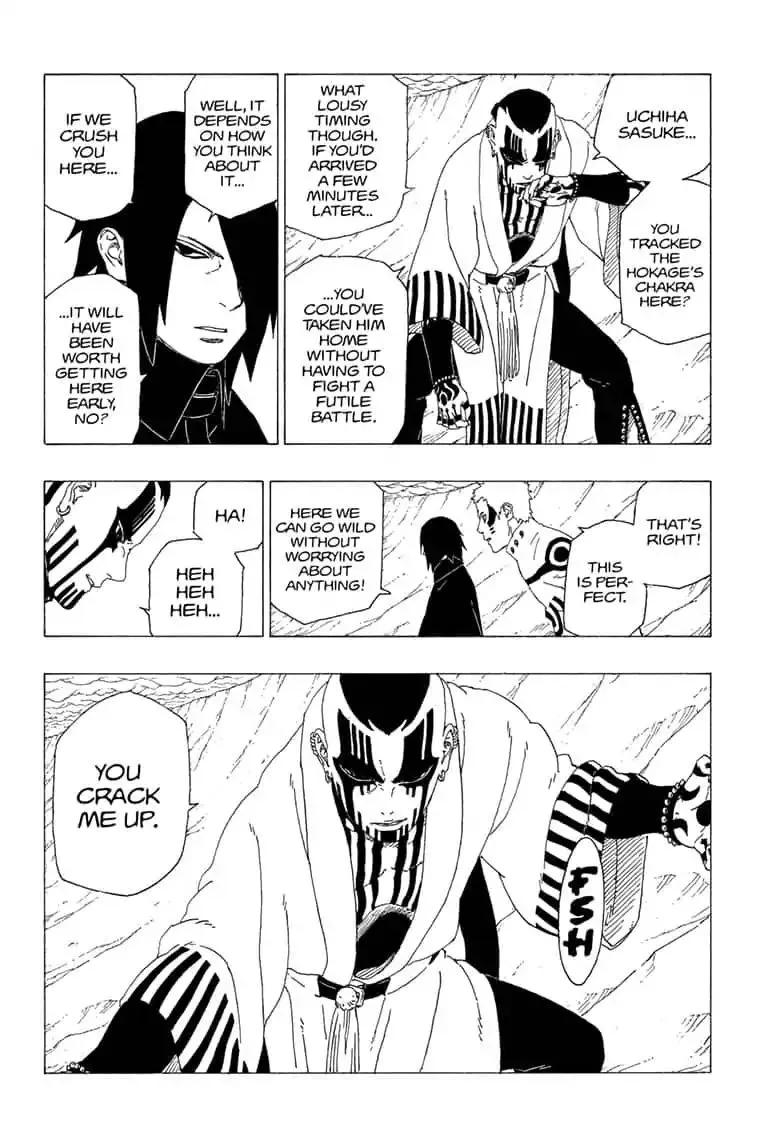 UCHIHA
SASUKE...
YOU
TRACKED
THE
HOKAGE'S
CHAKRA
HERE?
WHAT
LOUSY
TIMING
THOUGH.
IF YOU'D
ARRIVED
A FEW
MINUTES
LATER...
...YOU
COULD'VE
TAKEN HIM
HOME
WITHOUT
HAVING TO
FIGHT A
FUTILE
BATTLE.
WELL, IT
DEPENDS
ON HOW
YOU THINK
ABOUT
IT...
IF WE
CRUSH
YOU
HERE...
...IT WILL
HAVE
BEEN
WORTH
GETTING
HERE
EARLY,
NO?
THAT'S
RIGHT!
THIS
IS PER-
FECT.
HERE WE
CAN GO WILD
WITHOUT
WORRYING
ABOUT
ANYTHING!
HA!
HEH
HEH
HEH...
YOU
CRACK
ME UP.
FSH